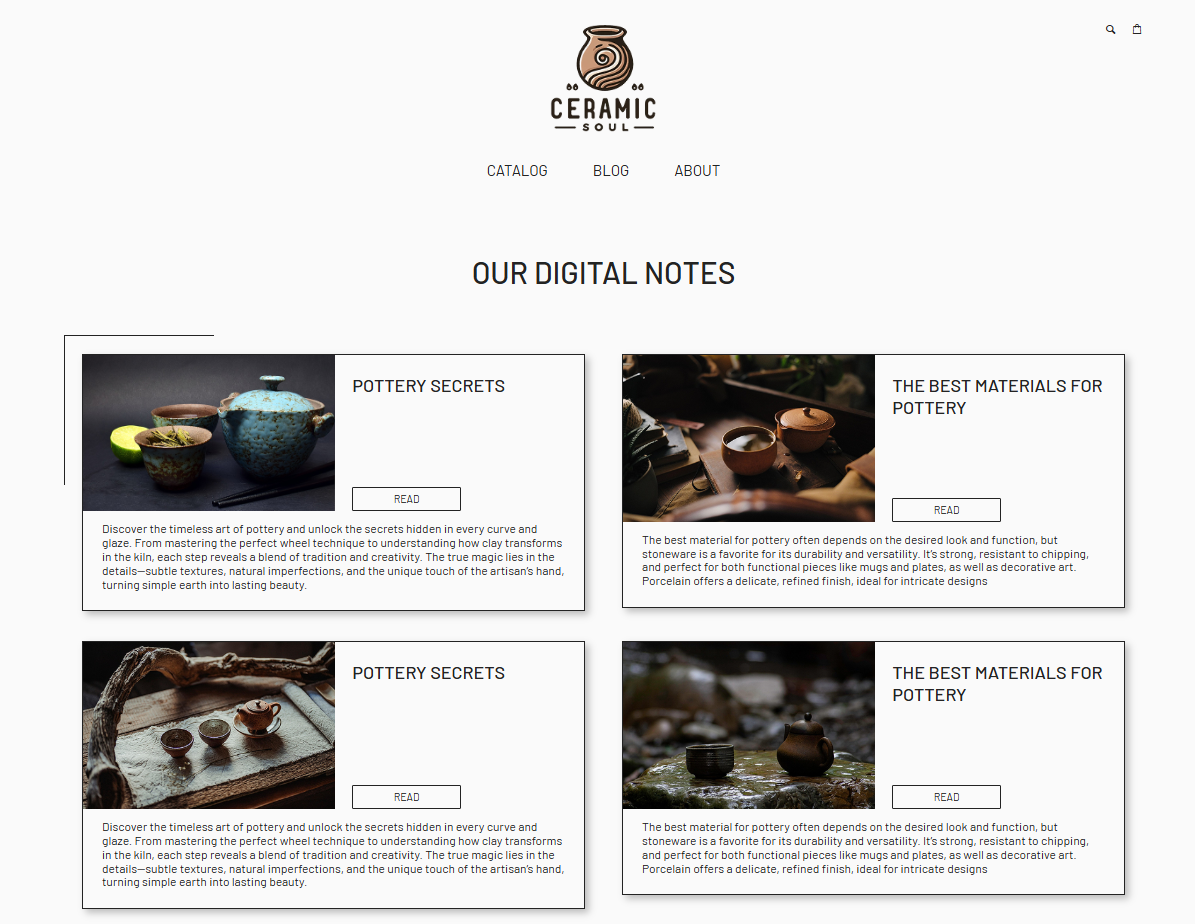 CERAMIC
SOUL
CATALOG BLOG ABOUT
OUR DIGITAL NOTES
POTTERY SECRETS
READ
Discover the timeless art of pottery and unlock the secrets hidden in every curve and
glaze. From mastering the perfect wheel technique to understanding how clay transforms
in the kiln, each step reveals a blend of tradition and creativity. The true magic lies in the
details—subtle textures, natural imperfections, and the unique touch of the artisan's hand,
turning simple earth into lasting beauty.
THE BEST MATERIALS FOR
POTTERY
READ
The best material for pottery often depends on the desired look and function, but
stoneware is a favorite for its durability and versatility. It's strong, resistant to chipping,
and perfect for both functional pieces like mugs and plates, as well as decorative art.
Porcelain offers a delicate, refined finish, ideal for intricate designs
POTTERY SECRETS
READ
Discover the timeless art of pottery and unlock the secrets hidden in every curve and
glaze. From mastering the perfect wheel technique to understanding how clay transforms
in the kiln, each step reveals a blend of tradition and creativity. The true magic lies in the
details—subtle textures, natural imperfections, and the unique touch of the artisan's hand,
turning simple earth into lasting beauty.
THE BEST MATERIALS FOR
POTTERY
READ
The best material for pottery often depends on the desired look and function, but
stoneware is a favorite for its durability and versatility. It's strong, resistant to chipping,
and perfect for both functional pieces like mugs and plates, as well as decorative art.
Porcelain offers a delicate, refined finish, ideal for intricate designs